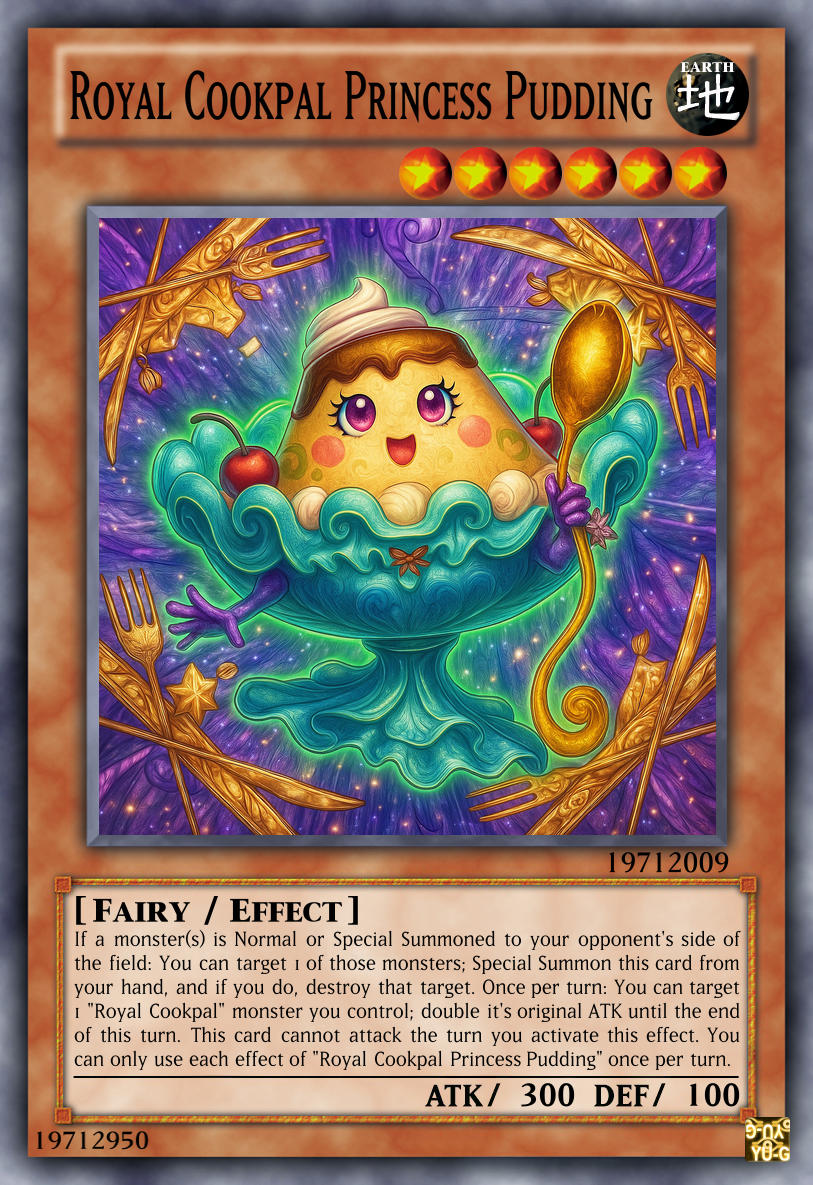 Royal Cookpal Princess Pudding
EARTH
地
19712009
[ Fairy / Effect ]
If a monster(s) is Normal or Special Summoned to your opponent's side of
the field: You can target 1 of those monsters; Special Summon this card from
your hand, and if you do, destroy that target. Once per turn: You can target
1 "Royal Cookpal" monster you control; double it's original ATK until the end
of this turn. This card cannot attack the turn you activate this effect. You
can only use each effect of "Royal Cookpal Princess Pudding" once per turn.
ATK/ 300 DEF/ 100
19712950